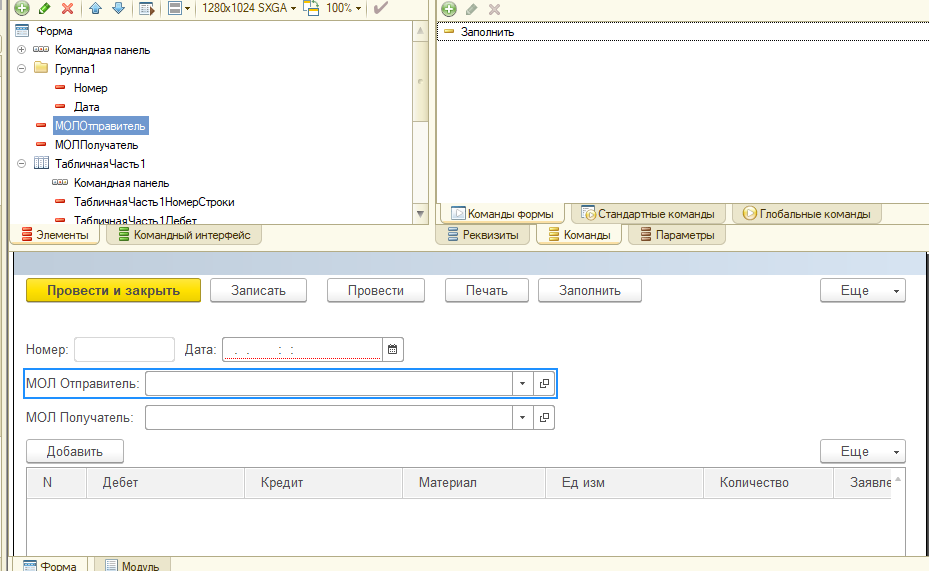 1280x1024 SXGA 100%
Форма
Командная панель
Группа1
Номер
Дата
МОЛОтправитель
МОЛПолучатель
ТабличнаяЧасть1
Командная панель
ТабличнаяЧасть1НомерСтроки
ТабличнаяЧасть1Дебет
Элементы Командный интерфейс
Заполнить
Команды формы Стандартные команды Глобальные команды
Реквизиты Команды Параметры
Провести и закрыть Записать Провести Печать Заполнить Еще
Номер: Дата: . . : :
МОЛ Отправитель:
МОЛ Получатель:
Добавить Еще
N Дебет Кредит Материал Ед изм Количество Заявле
Форма Модуль